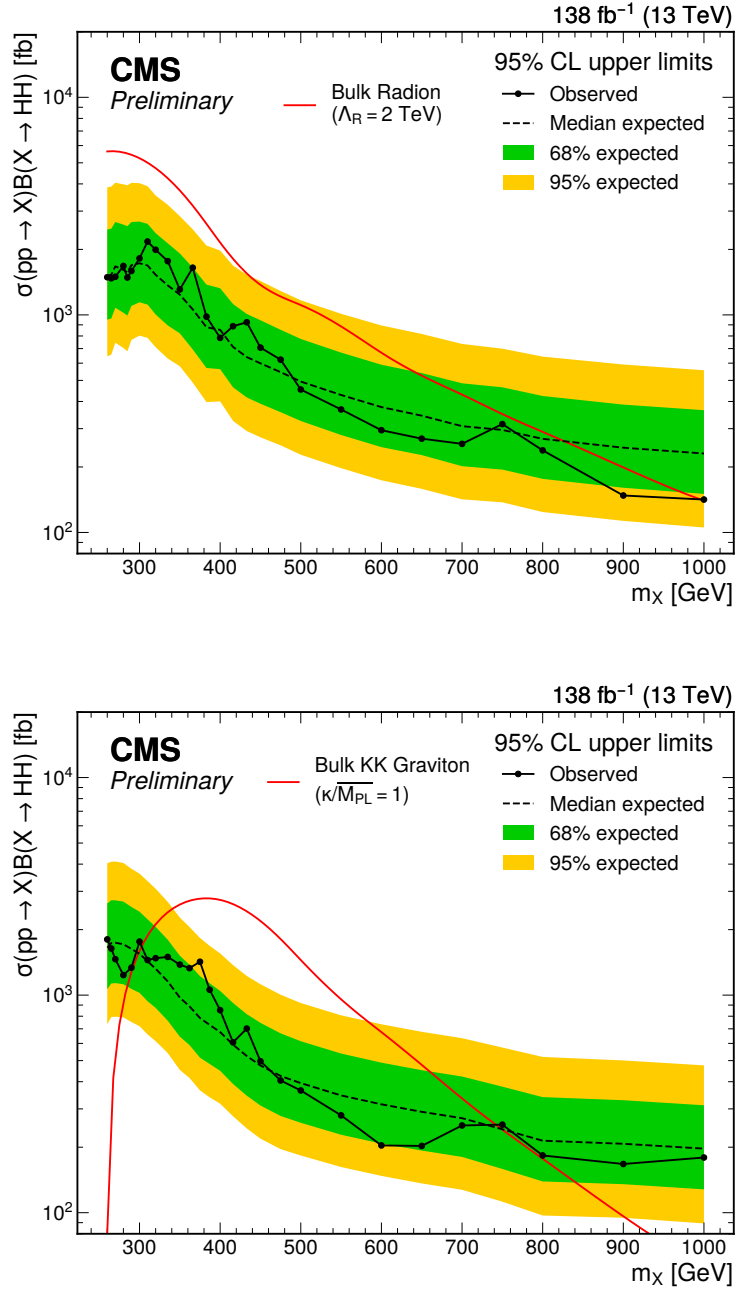 138 fb⁻¹ (13 TeV)
CMS
Preliminary
Bulk Radion
(Λ_R = 2 TeV)
95% CL upper limits
Observed
Median expected
68% expected
95% expected
σ(pp → X)B(X → HH) [fb]
10⁴
10³
10²
300 400 500 600 700 800 900 1000
m_X [GeV]
138 fb⁻¹ (13 TeV)
CMS
Preliminary
Bulk KK Graviton
(κ/M̅_PL = 1)
95% CL upper limits
Observed
Median expected
68% expected
95% expected
σ(pp → X)B(X → HH) [fb]
10⁴
10³
10²
300 400 500 600 700 800 900 1000
m_X [GeV]